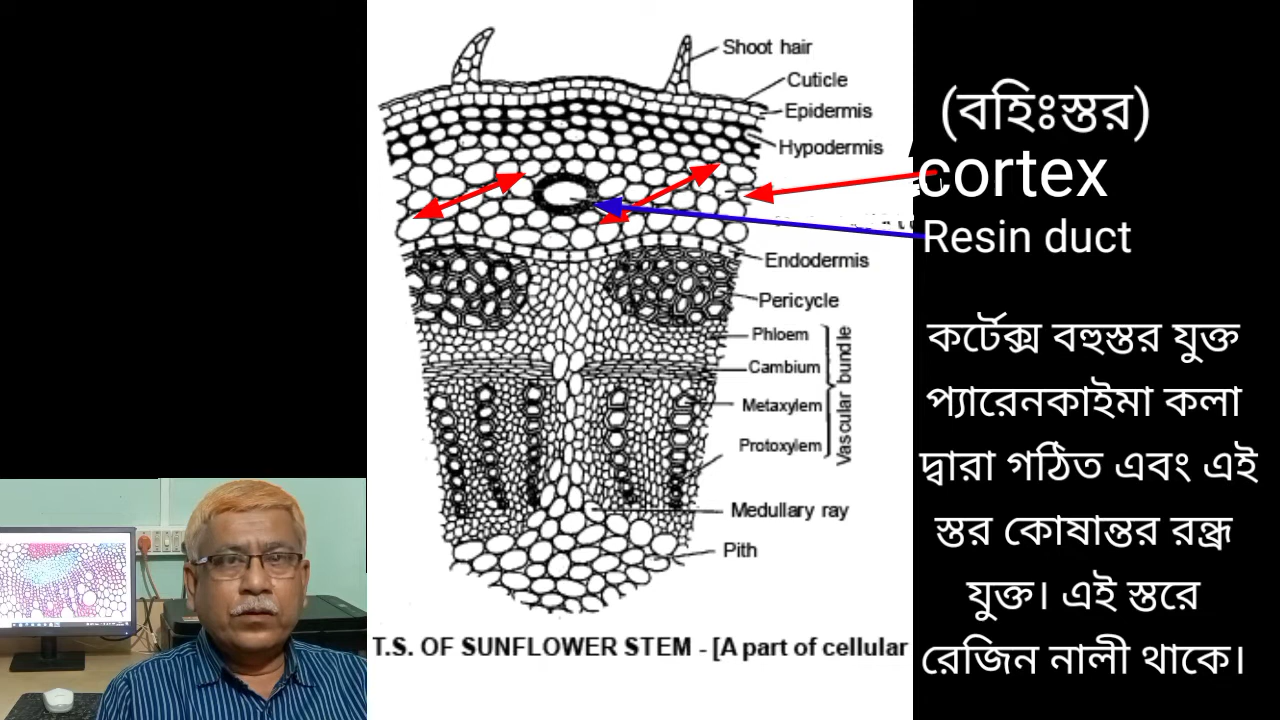 Shoot hair
Cuticle
Epidermis
Hypodermis
Endodermis
Pericycle
Phloem
Cambium
Metaxylem
Protoxylem
Vascular bundle
Medullary ray
Pith
T.S. OF SUNFLOWER STEM - [A part of cellular
(বহিঃস্তর)
cortex
Resin duct
কর্টেক্স বহুস্তর যুক্ত
প্যারেনকাইমা কলা
দ্বারা গঠিত এবং এই
স্তর কোষান্তর রন্ধ্র
যুক্ত। এই স্তরে
রেজিন নালী থাকে।